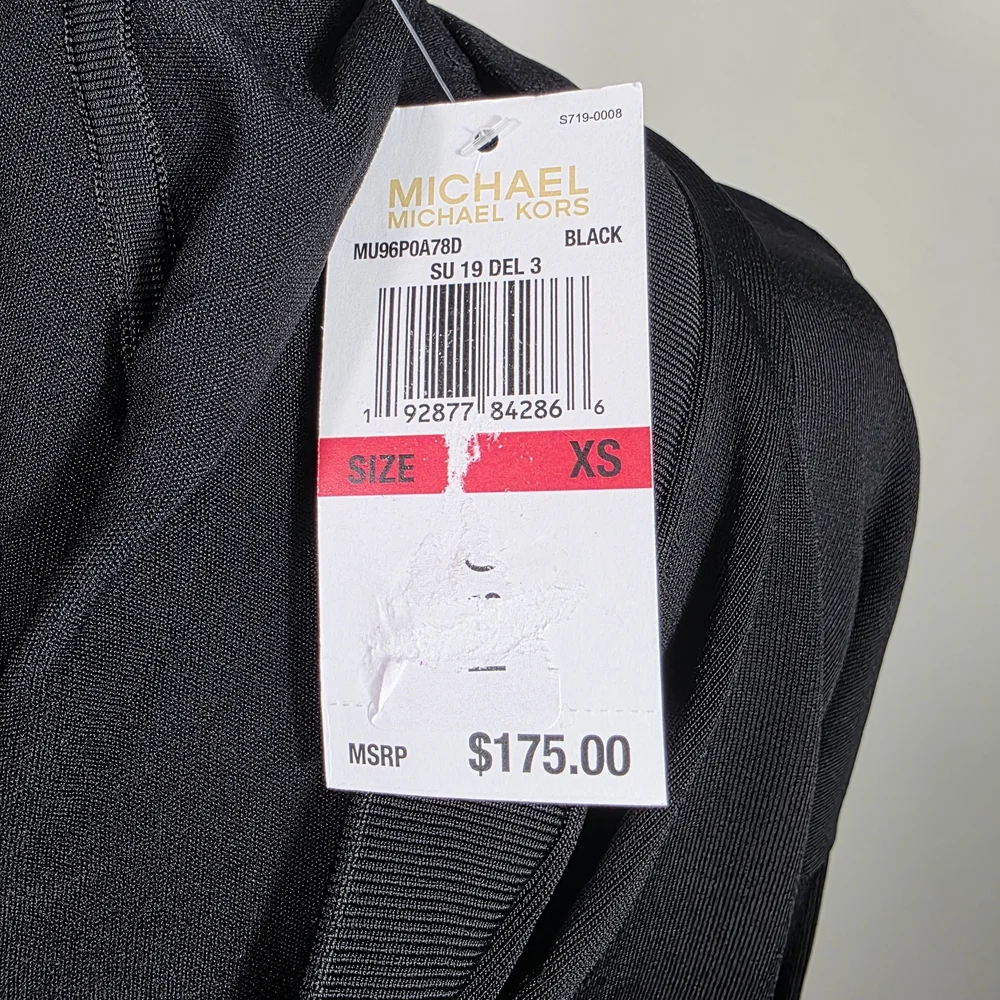 S719-0008
MICHAEL
MICHAEL KORS
MU96P0A78D BLACK
SU 19 DEL 3
1 92877 84286 6
SIZE XS
MSRP $175.00